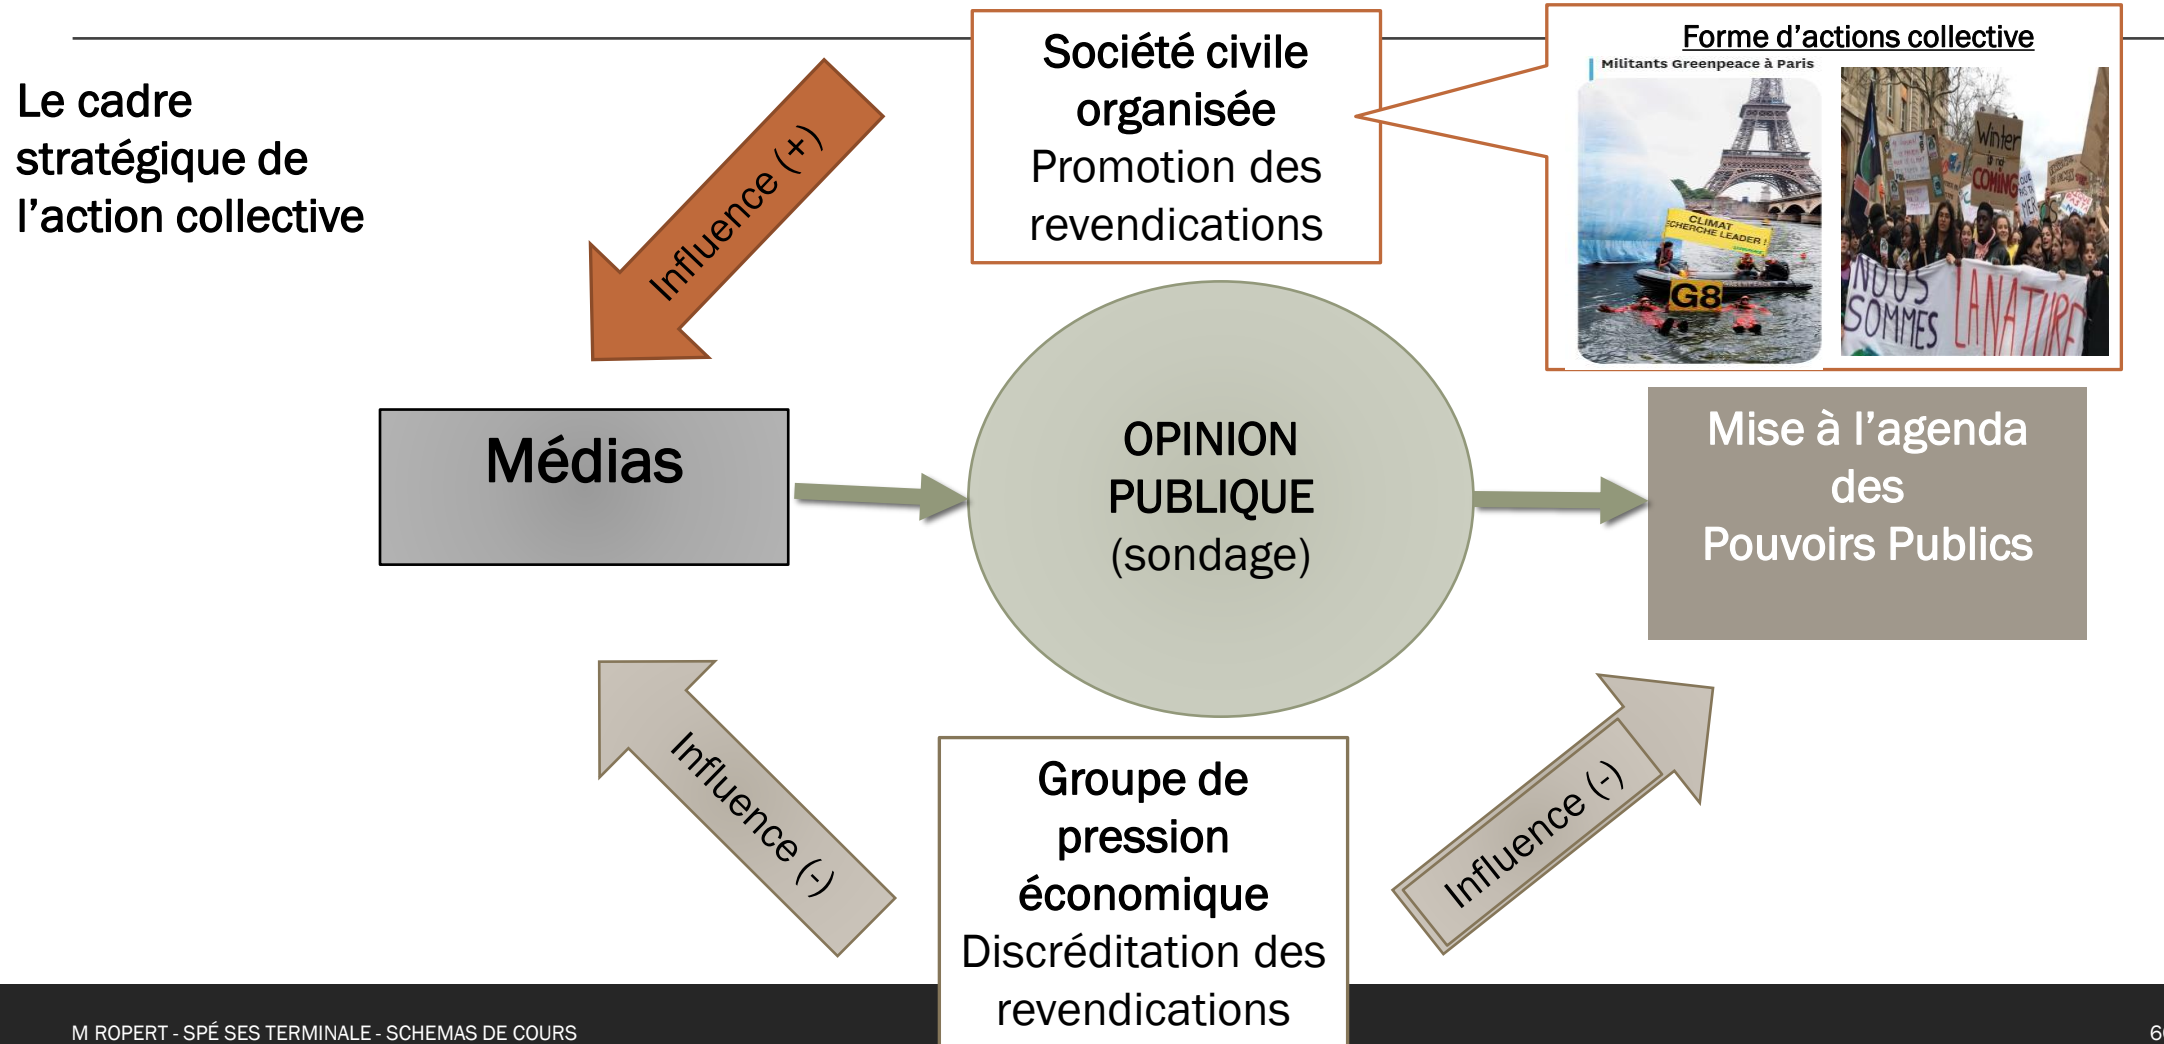 Le cadre
stratégique de
l’action collective
Influence (+)
Société civile
organisée
Promotion des
revendications
Forme d’actions collective
Militants Greenpeace à Paris
CLIMAT
CHERCHE LEADER !
G8
Winter
is not
COMING
NOUS
SOMMES
LA NATURE
Médias
OPINION
PUBLIQUE
(sondage)
Mise à l’agenda
des
Pouvoirs Publics
Influence (-)
Groupe de
pression
économique
Discréditation des
revendications
Influence (-)
M ROPERT - SPÉ SES TERMINALE - SCHEMAS DE COURS